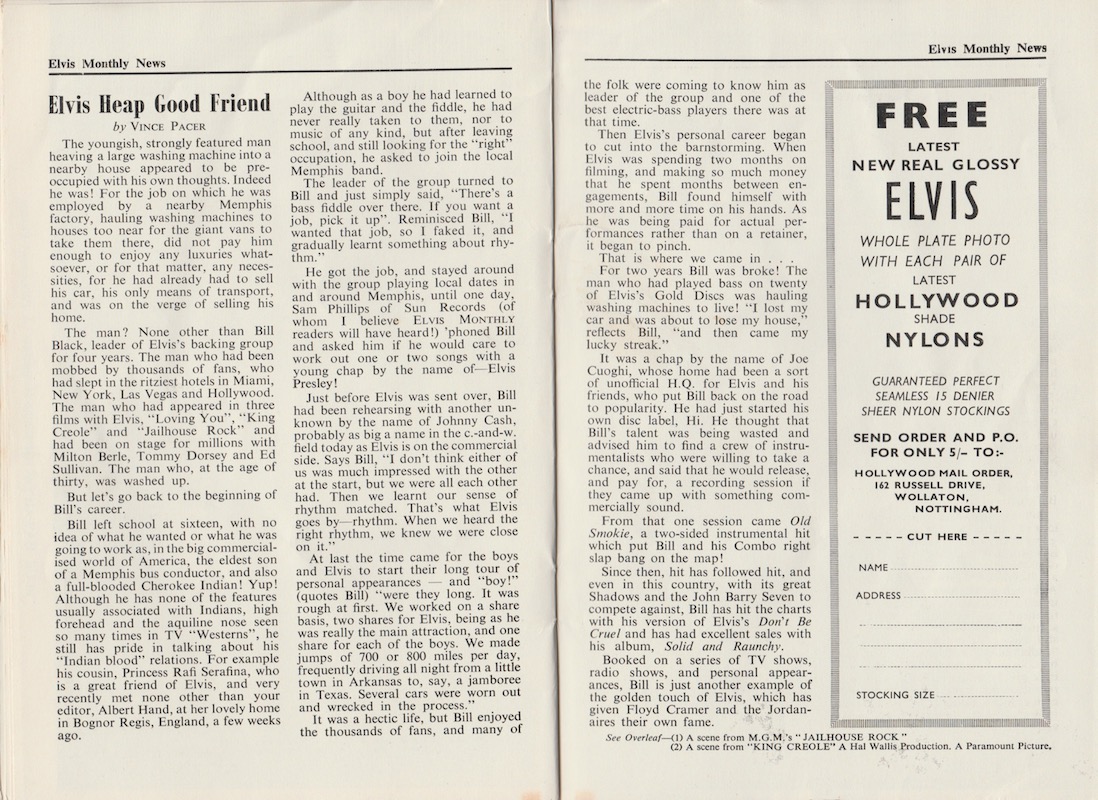 Elvis Monthly News
Elvis Heap Good Friend
by VINCE PACER
The youngish, strongly featured man
heaving a large washing machine into a
nearby house appeared to be pre-
occupied with his own thoughts. Indeed
he was! For the job on which he was
employed by a nearby Memphis
factory, hauling washing machines to
houses too near for the giant vans to
take them there, did not pay him
enough to enjoy any luxuries what-
soever, or for that matter, any neces-
sities, for he had already had to sell
his car, his only means of transport,
and was on the verge of selling his
home.
The man? None other than Bill
Black, leader of Elvis's backing group
for four years. The man who had been
mobbed by thousands of fans, who
had slept in the ritziest hotels in Miami,
New York, Las Vegas and Hollywood.
The man who had appeared in three
films with Elvis, "Loving You", "King
Creole" and "Jailhouse Rock" and
had been on stage for millions with
Milton Berle, Tommy Dorsey and Ed
Sullivan. The man who, at the age of
thirty, was washed up.
But let's go back to the beginning of
Bill's career.
Bill left school at sixteen, with no
idea of what he wanted or what he was
going to work as, in the big commercial-
ised world of America, the eldest son
of a Memphis bus conductor, and also
a full-blooded Cherokee Indian! Yup!
Although he has none of the features
usually associated with Indians, high
forehead and the aquiline nose seen
so many times in TV "Westerns", he
still has pride in talking about his
"Indian blood" relations. For example
his cousin, Princess Rafi Serafina, who
is a great friend of Elvis, and very
recently met none other than your
editor, Albert Hand, at her lovely home
in Bognor Regis, England, a few weeks
ago.
Although as a boy he had learned to
play the guitar and the fiddle, he had
never really taken to them, nor to
music of any kind, but after leaving
school, and still looking for the "right"
occupation, he asked to join the local
Memphis band.
The leader of the group turned to
Bill and just simply said, "There's a
bass fiddle over there. If you want a
job, pick it up". Reminisced Bill, "I
wanted that job, so I faked it, and
gradually learnt something about rhy-
thm."
He got the job, and stayed around
with the group playing local dates in
and around Memphis, until one day,
Sam Phillips of Sun Records (of
whom I believe ELVIS MONTHLY
readers will have heard!) 'phoned Bill
and asked him if he would care to
work out one or two songs with a
young chap by the name of—Elvis
Presley!
Just before Elvis was sent over, Bill
had been rehearsing with another un-
known by the name of Johnny Cash,
probably as big a name in the c.-and-w.
field today as Elvis is on the commercial
side. Says Bill, "I don't think either of
us was much impressed with the other
at the start, but we were all each other
had. Then we learnt our sense of
rhythm matched. That's what Elvis
goes by—rhythm. When we heard the
right rhythm, we knew we were close
on it."
At last the time came for the boys
and Elvis to start their long tour of
personal appearances — and "boy!"
(quotes Bill) "were they long. It was
rough at first. We worked on a share
basis, two shares for Elvis, being as he
was really the main attraction, and one
share for each of the boys. We made
jumps of 700 or 800 miles per day,
frequently driving all night from a little
town in Arkansas to, say, a jamboree
in Texas. Several cars were worn out
and wrecked in the process."
It was a hectic life, but Bill enjoyed
the thousands of fans, and many of
Elvis Monthly News
the folk were coming to know him as
leader of the group and one of the
best electric-bass players there was at
that time.
Then Elvis's personal career began
to cut into the barnstorming. When
Elvis was spending two months on
filming, and making so much money
that he spent months between en-
gagements, Bill found himself with
more and more time on his hands. As
he was being paid for actual per-
formances rather than on a retainer,
it began to pinch.
That is where we came in . . .
For two years Bill was broke! The
man who had played bass on twenty
of Elvis's Gold Discs was hauling
washing machines to live! "I lost my
car and was about to lose my house,"
reflects Bill, "and then came my
lucky streak."
It was a chap by the name of Joe
Cuoghi, whose home had been a sort
of unofficial H.Q. for Elvis and his
friends, who put Bill back on the road
to popularity. He had just started his
own disc label, Hi. He thought that
Bill's talent was being wasted and
advised him to find a crew of instru-
mentalists who were willing to take a
chance, and said that he would release,
and pay for, a recording session if
they came up with something com-
mercially sound.
From that one session came Old
Smokie, a two-sided instrumental hit
which put Bill and his Combo right
slap bang on the map!
Since then, hit has followed hit, and
even in this country, with its great
Shadows and the John Barry Seven to
compete against, Bill has hit the charts
with his version of Elvis's Don't Be
Cruel and has had excellent sales with
his album, Solid and Raunchy.
Booked on a series of TV shows,
radio shows, and personal appear-
ances, Bill is just another example of
the golden touch of Elvis, which has
given Floyd Cramer and the Jordan-
aires their own fame.
FREE
LATEST
NEW REAL GLOSSY
ELVIS
WHOLE PLATE PHOTO
WITH EACH PAIR OF
LATEST
HOLLYWOOD
SHADE
NYLONS
GUARANTEED PERFECT
SEAMLESS 15 DENIER
SHEER NYLON STOCKINGS
SEND ORDER AND P.O.
FOR ONLY 5/– TO:-
HOLLYWOOD MAIL ORDER,
162 RUSSELL DRIVE,
WOLLATON,
NOTTINGHAM.
- - - - - CUT HERE - - - - -
NAME
ADDRESS
STOCKING SIZE
See Overleaf—(1) A scene from M.G.M.'s "JAILHOUSE ROCK"
(2) A scene from "KING CREOLE" A Hal Wallis Production. A Paramount Picture.